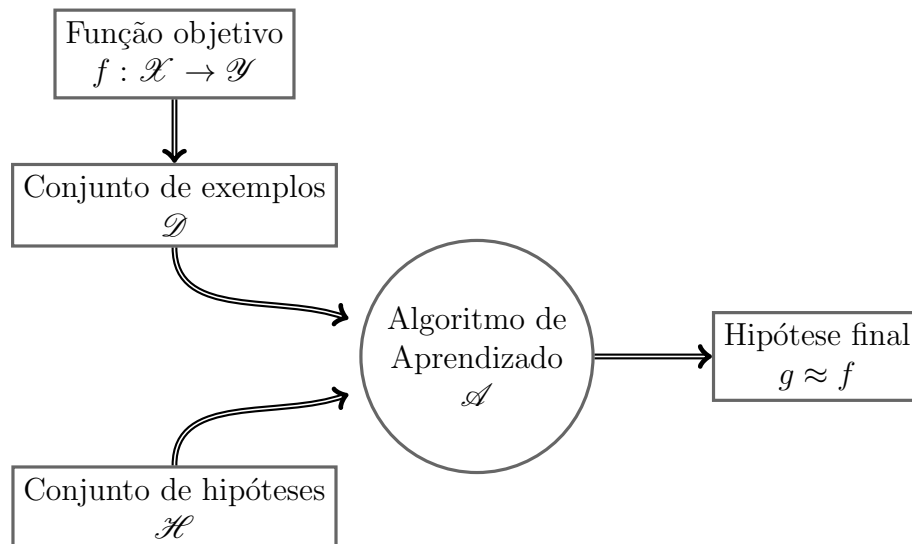 Função objetivo
f : 𝒳 → 𝒴
Conjunto de exemplos
𝒟
Algoritmo de
Aprendizado
𝒜
Hipótese final
g ≈ f
Conjunto de hipóteses
ℋ